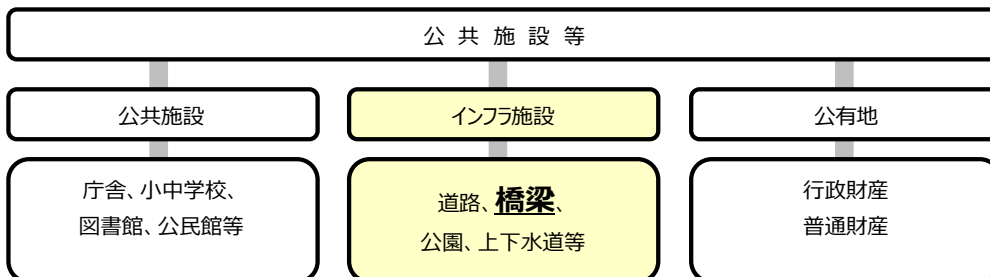 公 共 施 設 等
公共施設
インフラ施設
公有地
庁舎、小中学校、
図書館、公民館等
道路、橋梁、
公園、上下水道等
行政財産
普通財産